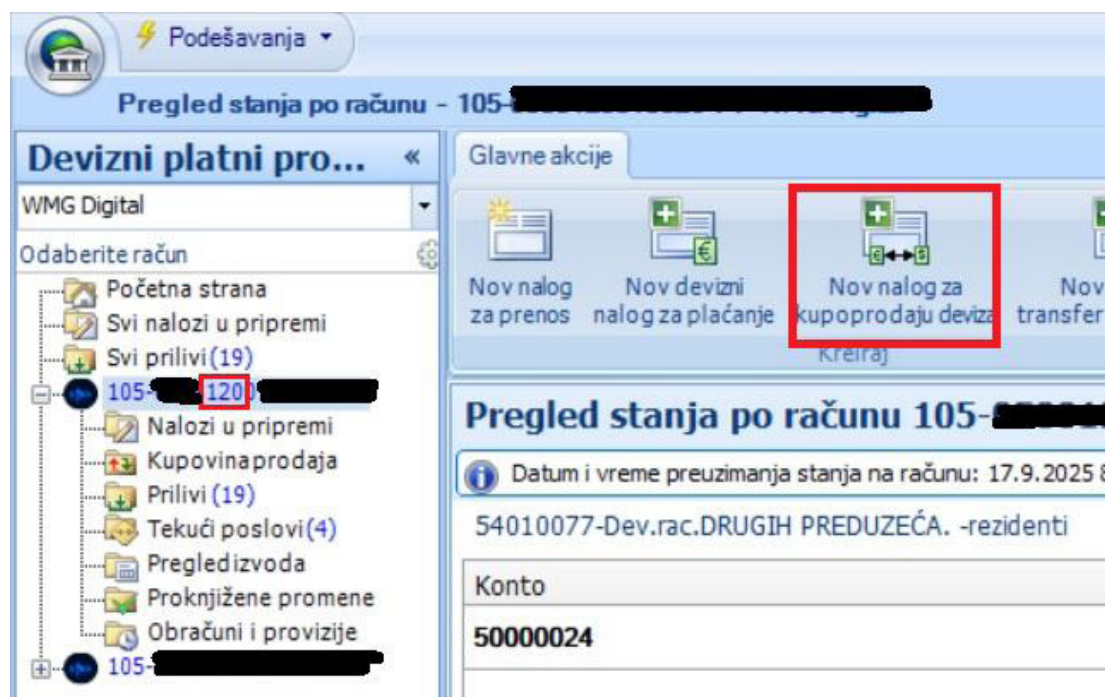 Podešavanja
Pregled stanja po računu - 105-
Devizni platni pro... «
WMG Digital
Odaberite račun
Početna strana
Svi nalozi u pripremi
Svi prilivi (19)
105- 120
Nalozi u pripremi
Kupovinaprodaja
Prilivi (19)
Tekući poslovi (4)
Pregled izvoda
Proknjižene promene
Obračuni i provizije
105-
Glavne akcije
Nov nalog
za prenos
Nov devizni
nalog za plaćanje
Nov nalog za
kupoprodaju deviza
Nov
transfer
Kreiraj
Pregled stanja po računu 105-
Datum i vreme preuzimanja stanja na računu: 17.9.2025 8
54010077-Dev.rac.DRUGIH PREDUZEĆA. -rezidenti
Konto
50000024